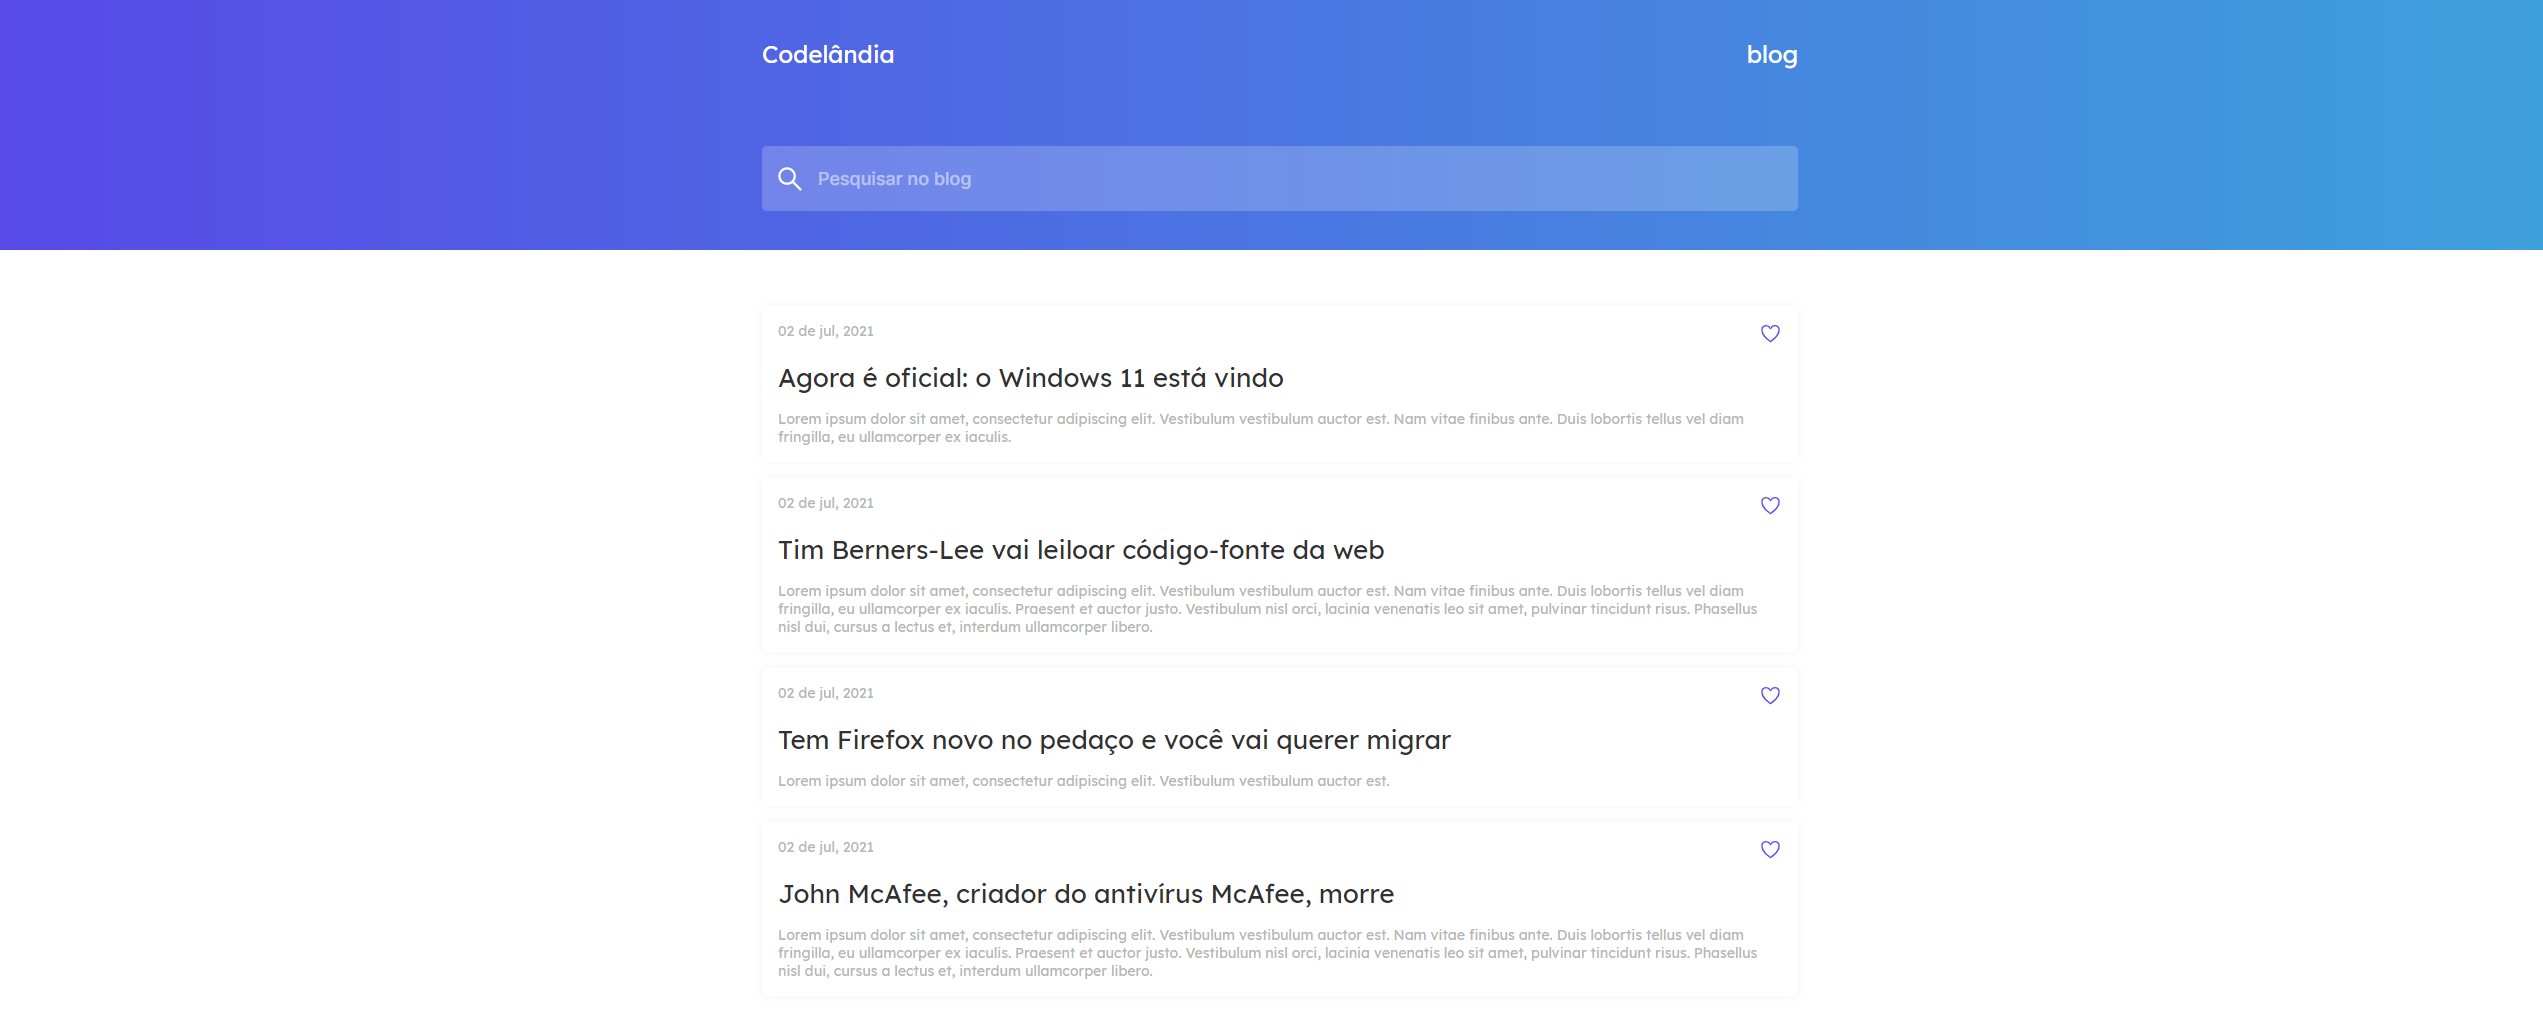 Codelândia
blog
Pesquisar no blog
02 de jul, 2021
Agora é oficial: o Windows 11 está vindo
Lorem ipsum dolor sit amet, consectetur adipiscing elit. Vestibulum vestibulum auctor est. Nam vitae finibus ante. Duis lobortis tellus vel diam
fringilla, eu ullamcorper ex iaculis.
02 de jul, 2021
Tim Berners-Lee vai leiloar código-fonte da web
Lorem ipsum dolor sit amet, consectetur adipiscing elit. Vestibulum vestibulum auctor est. Nam vitae finibus ante. Duis lobortis tellus vel diam
fringilla, eu ullamcorper ex iaculis. Praesent et auctor justo. Vestibulum nisl orci, lacinia venenatis leo sit amet, pulvinar tincidunt risus. Phasellus
nisl dui, cursus a lectus et, interdum ullamcorper libero.
02 de jul, 2021
Tem Firefox novo no pedaço e você vai querer migrar
Lorem ipsum dolor sit amet, consectetur adipiscing elit. Vestibulum vestibulum auctor est.
02 de jul, 2021
John McAfee, criador do antivírus McAfee, morre
Lorem ipsum dolor sit amet, consectetur adipiscing elit. Vestibulum vestibulum auctor est. Nam vitae finibus ante. Duis lobortis tellus vel diam
fringilla, eu ullamcorper ex iaculis. Praesent et auctor justo. Vestibulum nisl orci, lacinia venenatis leo sit amet, pulvinar tincidunt risus. Phasellus
nisl dui, cursus a lectus et, interdum ullamcorper libero.